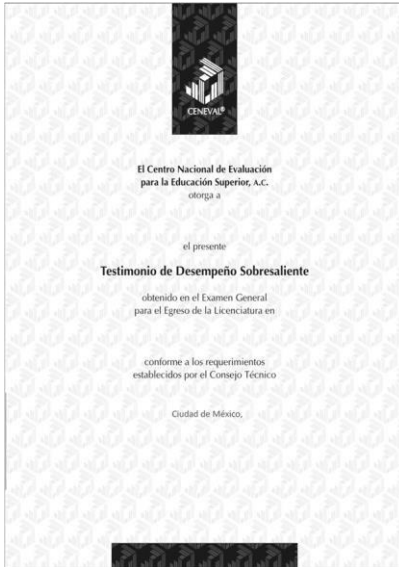 CENEVAL®
El Centro Nacional de Evaluación
para la Educación Superior, A.C.
otorga a
el presente
Testimonio de Desempeño Sobresaliente
obtenido en el Examen General
para el Egreso de la Licenciatura en
conforme a los requerimientos
establecidos por el Consejo Técnico
Ciudad de México,